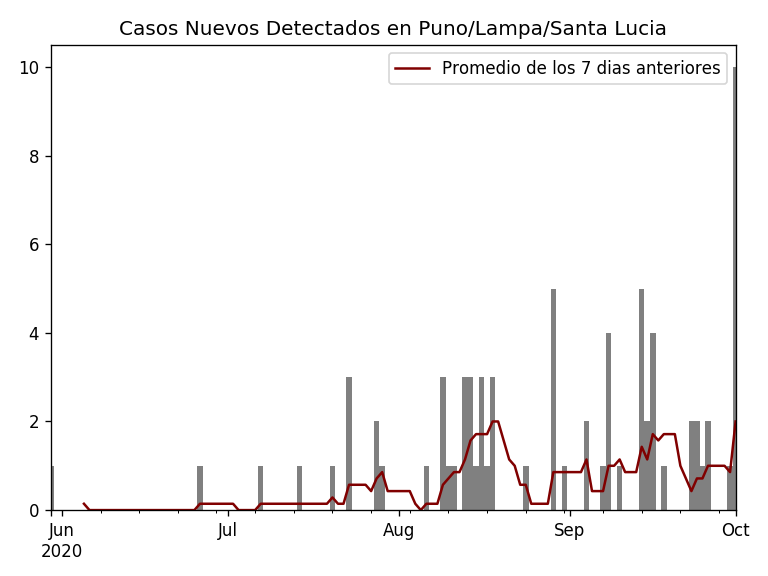 Casos Nuevos Detectados en Puno/Lampa/Santa Lucia
Promedio de los 7 dias anteriores
10
8
6
4
2
0
Jun Jul Aug Sep Oct
2020